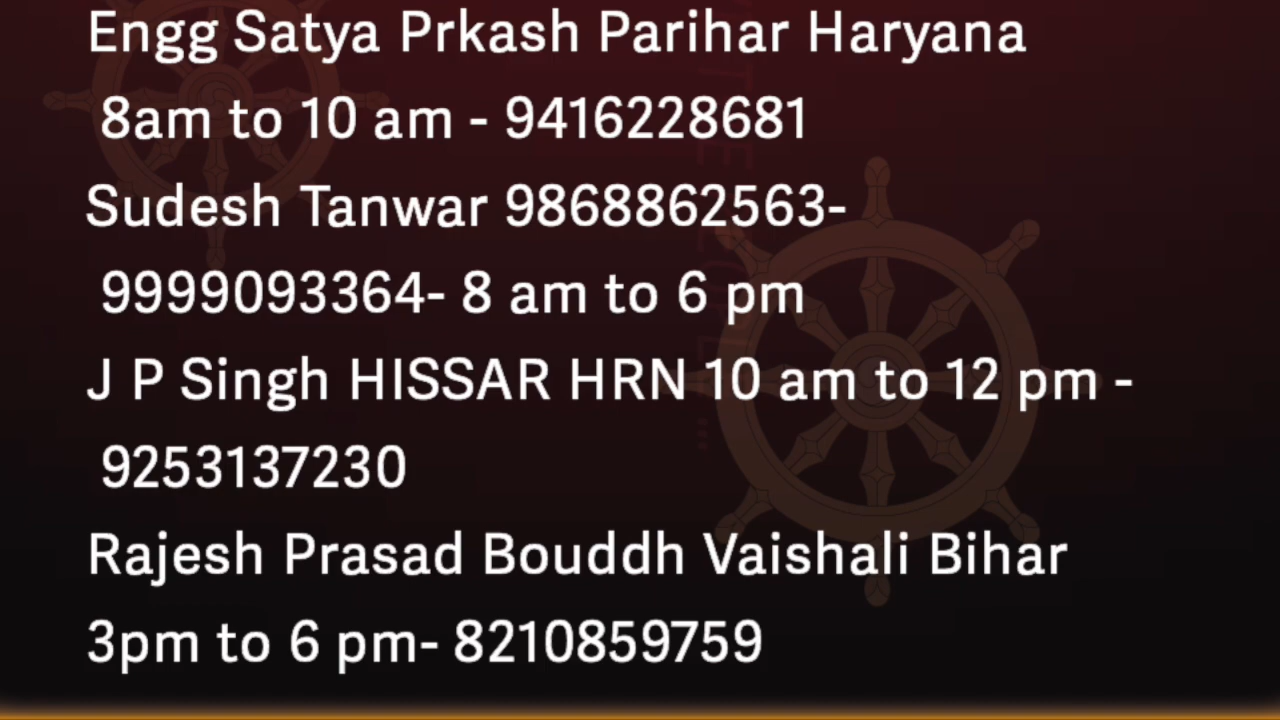 Engg Satya Prkash Parihar Haryana
8am to 10 am - 9416228681
Sudesh Tanwar 9868862563-
9999093364- 8 am to 6 pm
J P Singh HISSAR HRN 10 am to 12 pm -
9253137230
Rajesh Prasad Bouddh Vaishali Bihar
3pm to 6 pm- 8210859759